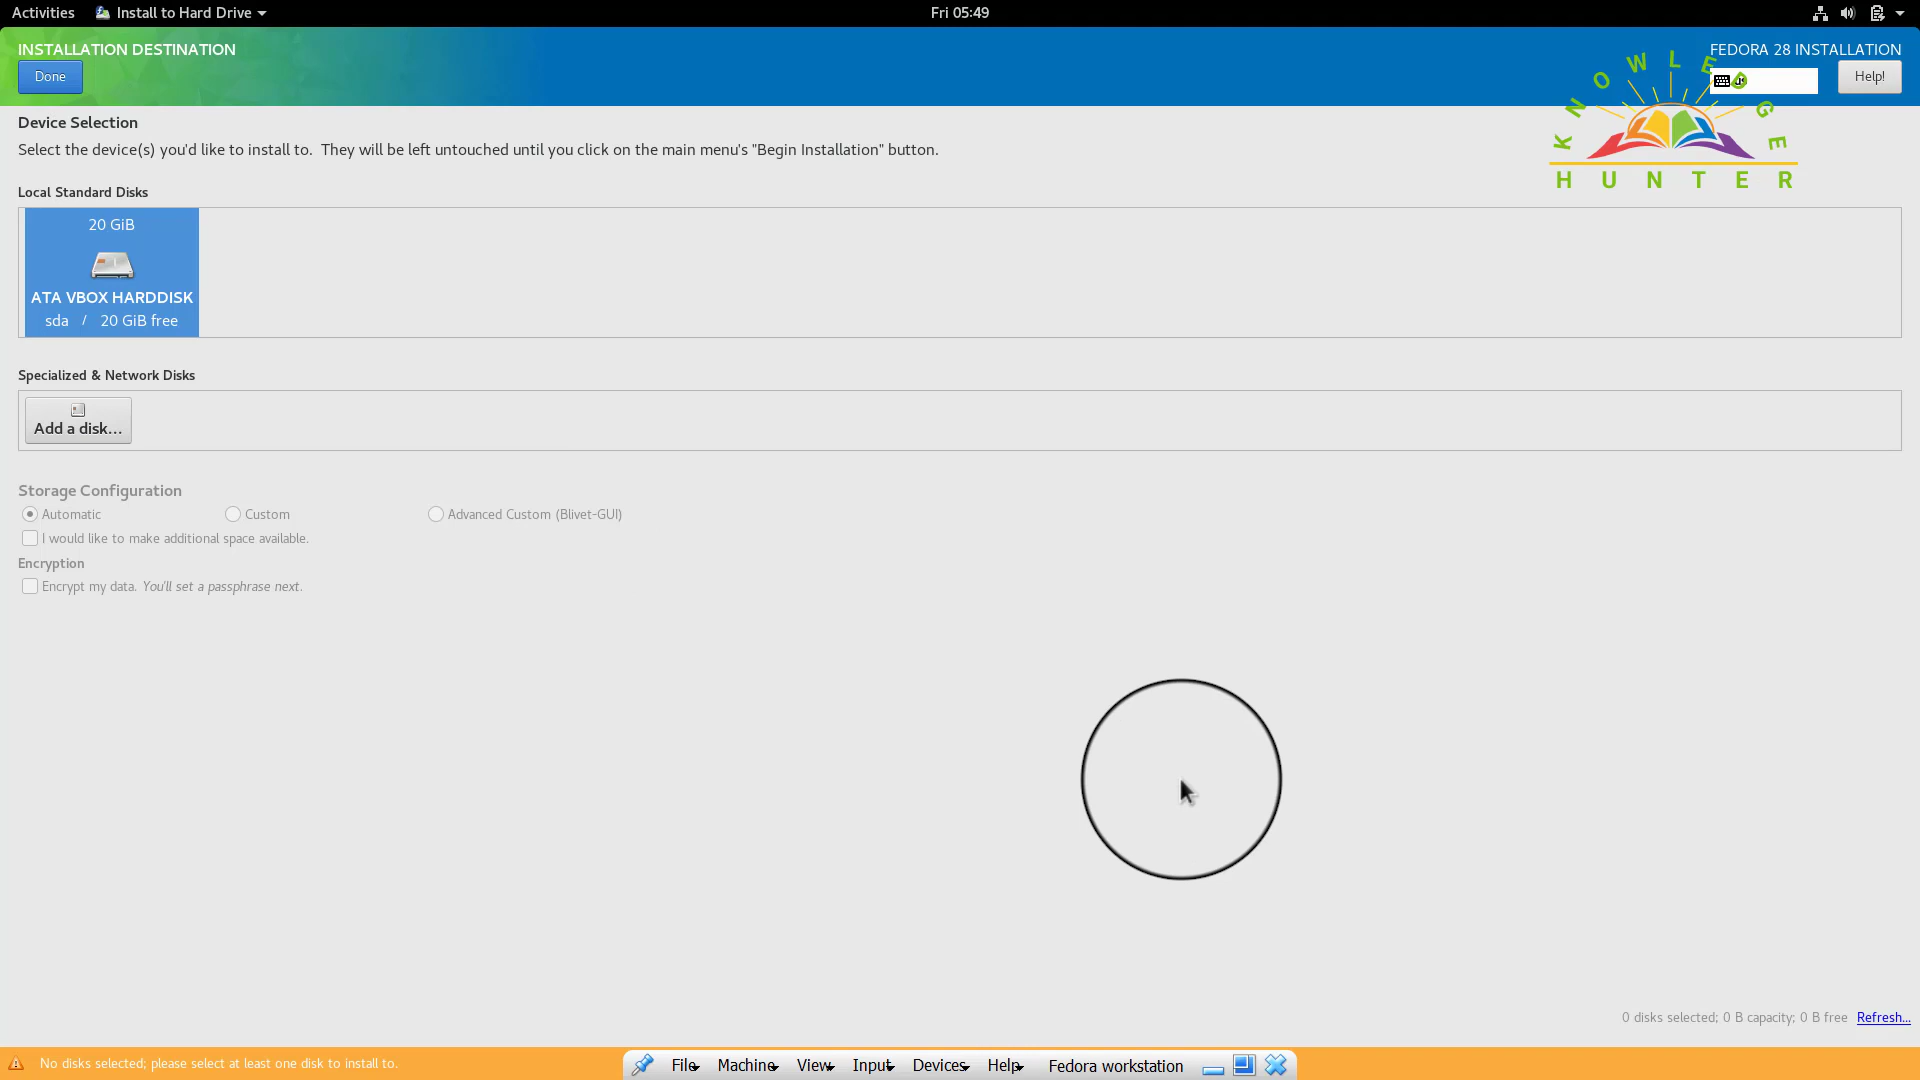 Activities Install to Hard Drive Fri 05:49
INSTALLATION DESTINATION
FEDORA 28 INSTALLATION
Done
Help!
KNOWLEDGE
HUNTER
Device Selection
Select the device(s) you'd like to install to. They will be left untouched until you click on the main menu's "Begin Installation" button.
Local Standard Disks
20 GiB
ATA VBOX HARDDISK
sda / 20 GiB free
Specialized & Network Disks
Add a disk...
Storage Configuration
Automatic Custom Advanced Custom (Blivet-GUI)
I would like to make additional space available.
Encryption
Encrypt my data. You'll set a passphrase next.
0 disks selected; 0 B capacity; 0 B free Refresh...
No disks selected; please select at least one disk to install to.
File Machine View Input Devices Help Fedora workstation